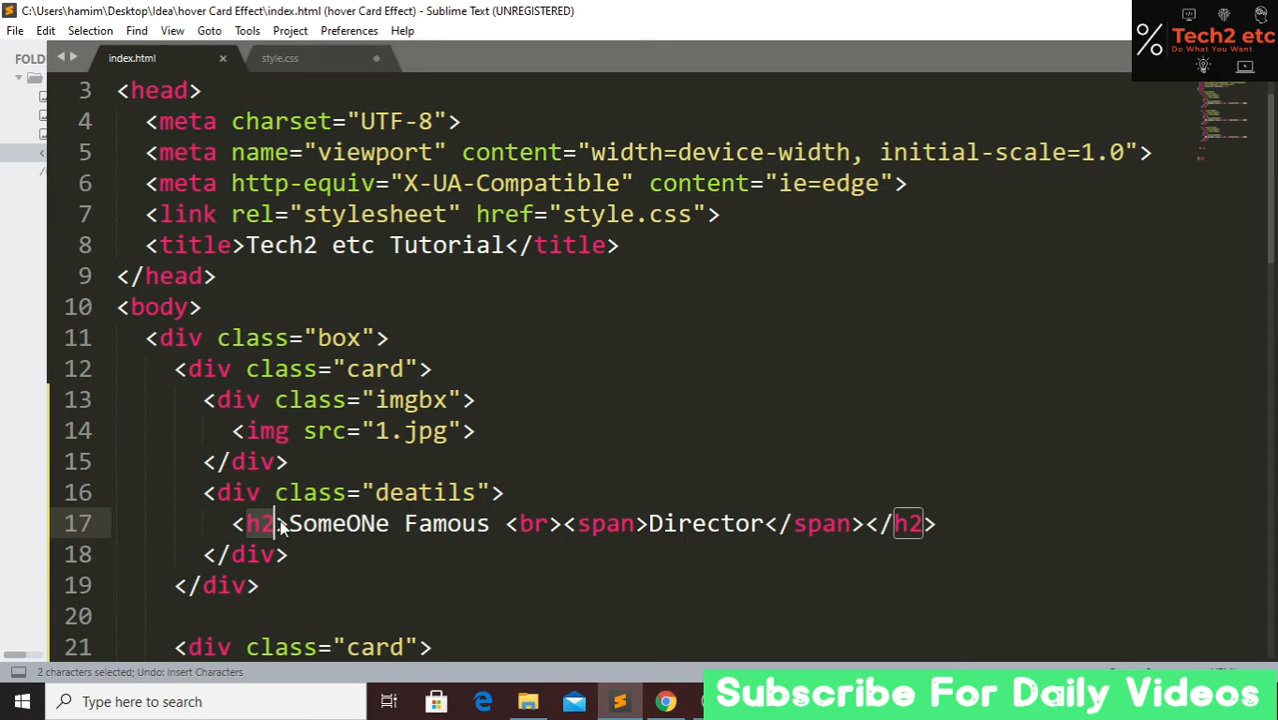 C:\Users\hamim\Desktop\Idea\hover Card Effect\index.html (hover Card Effect) - Sublime Text (UNREGISTERED)
File Edit Selection Find View Goto Tools Project Preferences Help
Tech2 etc
Do What You Want
FOLD
index.html
style.css
3 <head>
4 <meta charset="UTF-8">
5 <meta name="viewport" content="width=device-width, initial-scale=1.0">
6 <meta http-equiv="X-UA-Compatible" content="ie=edge">
7 <link rel="stylesheet" href="style.css">
8 <title>Tech2 etc Tutorial</title>
9 </head>
10 <body>
11 <div class="box">
12 <div class="card">
13 <div class="imgbx">
14 <img src="1.jpg">
15 </div>
16 <div class="deatils">
17 <h2>SomeONe Famous <br><span>Director</span></h2>
18 </div>
19 </div>
20
21 <div class="card">
2 characters selected; Undo: Insert Characters
Type here to search
Subscribe For Daily Videos